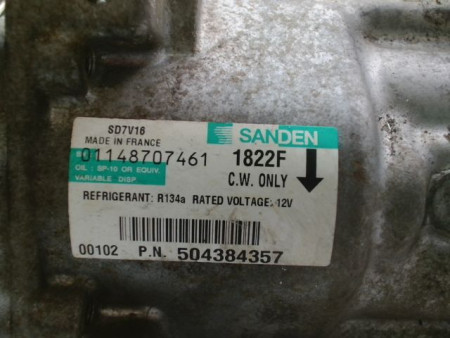 SD7V16
MADE IN FRANCE
SANDEN
01148707461 1822F
OIL : SP-10 OR EQUIV.
VARIABLE DISP.
C.W. ONLY
REFRIGERANT: R134a RATED VOLTAGE: 12V
00102 P.N. 504384357